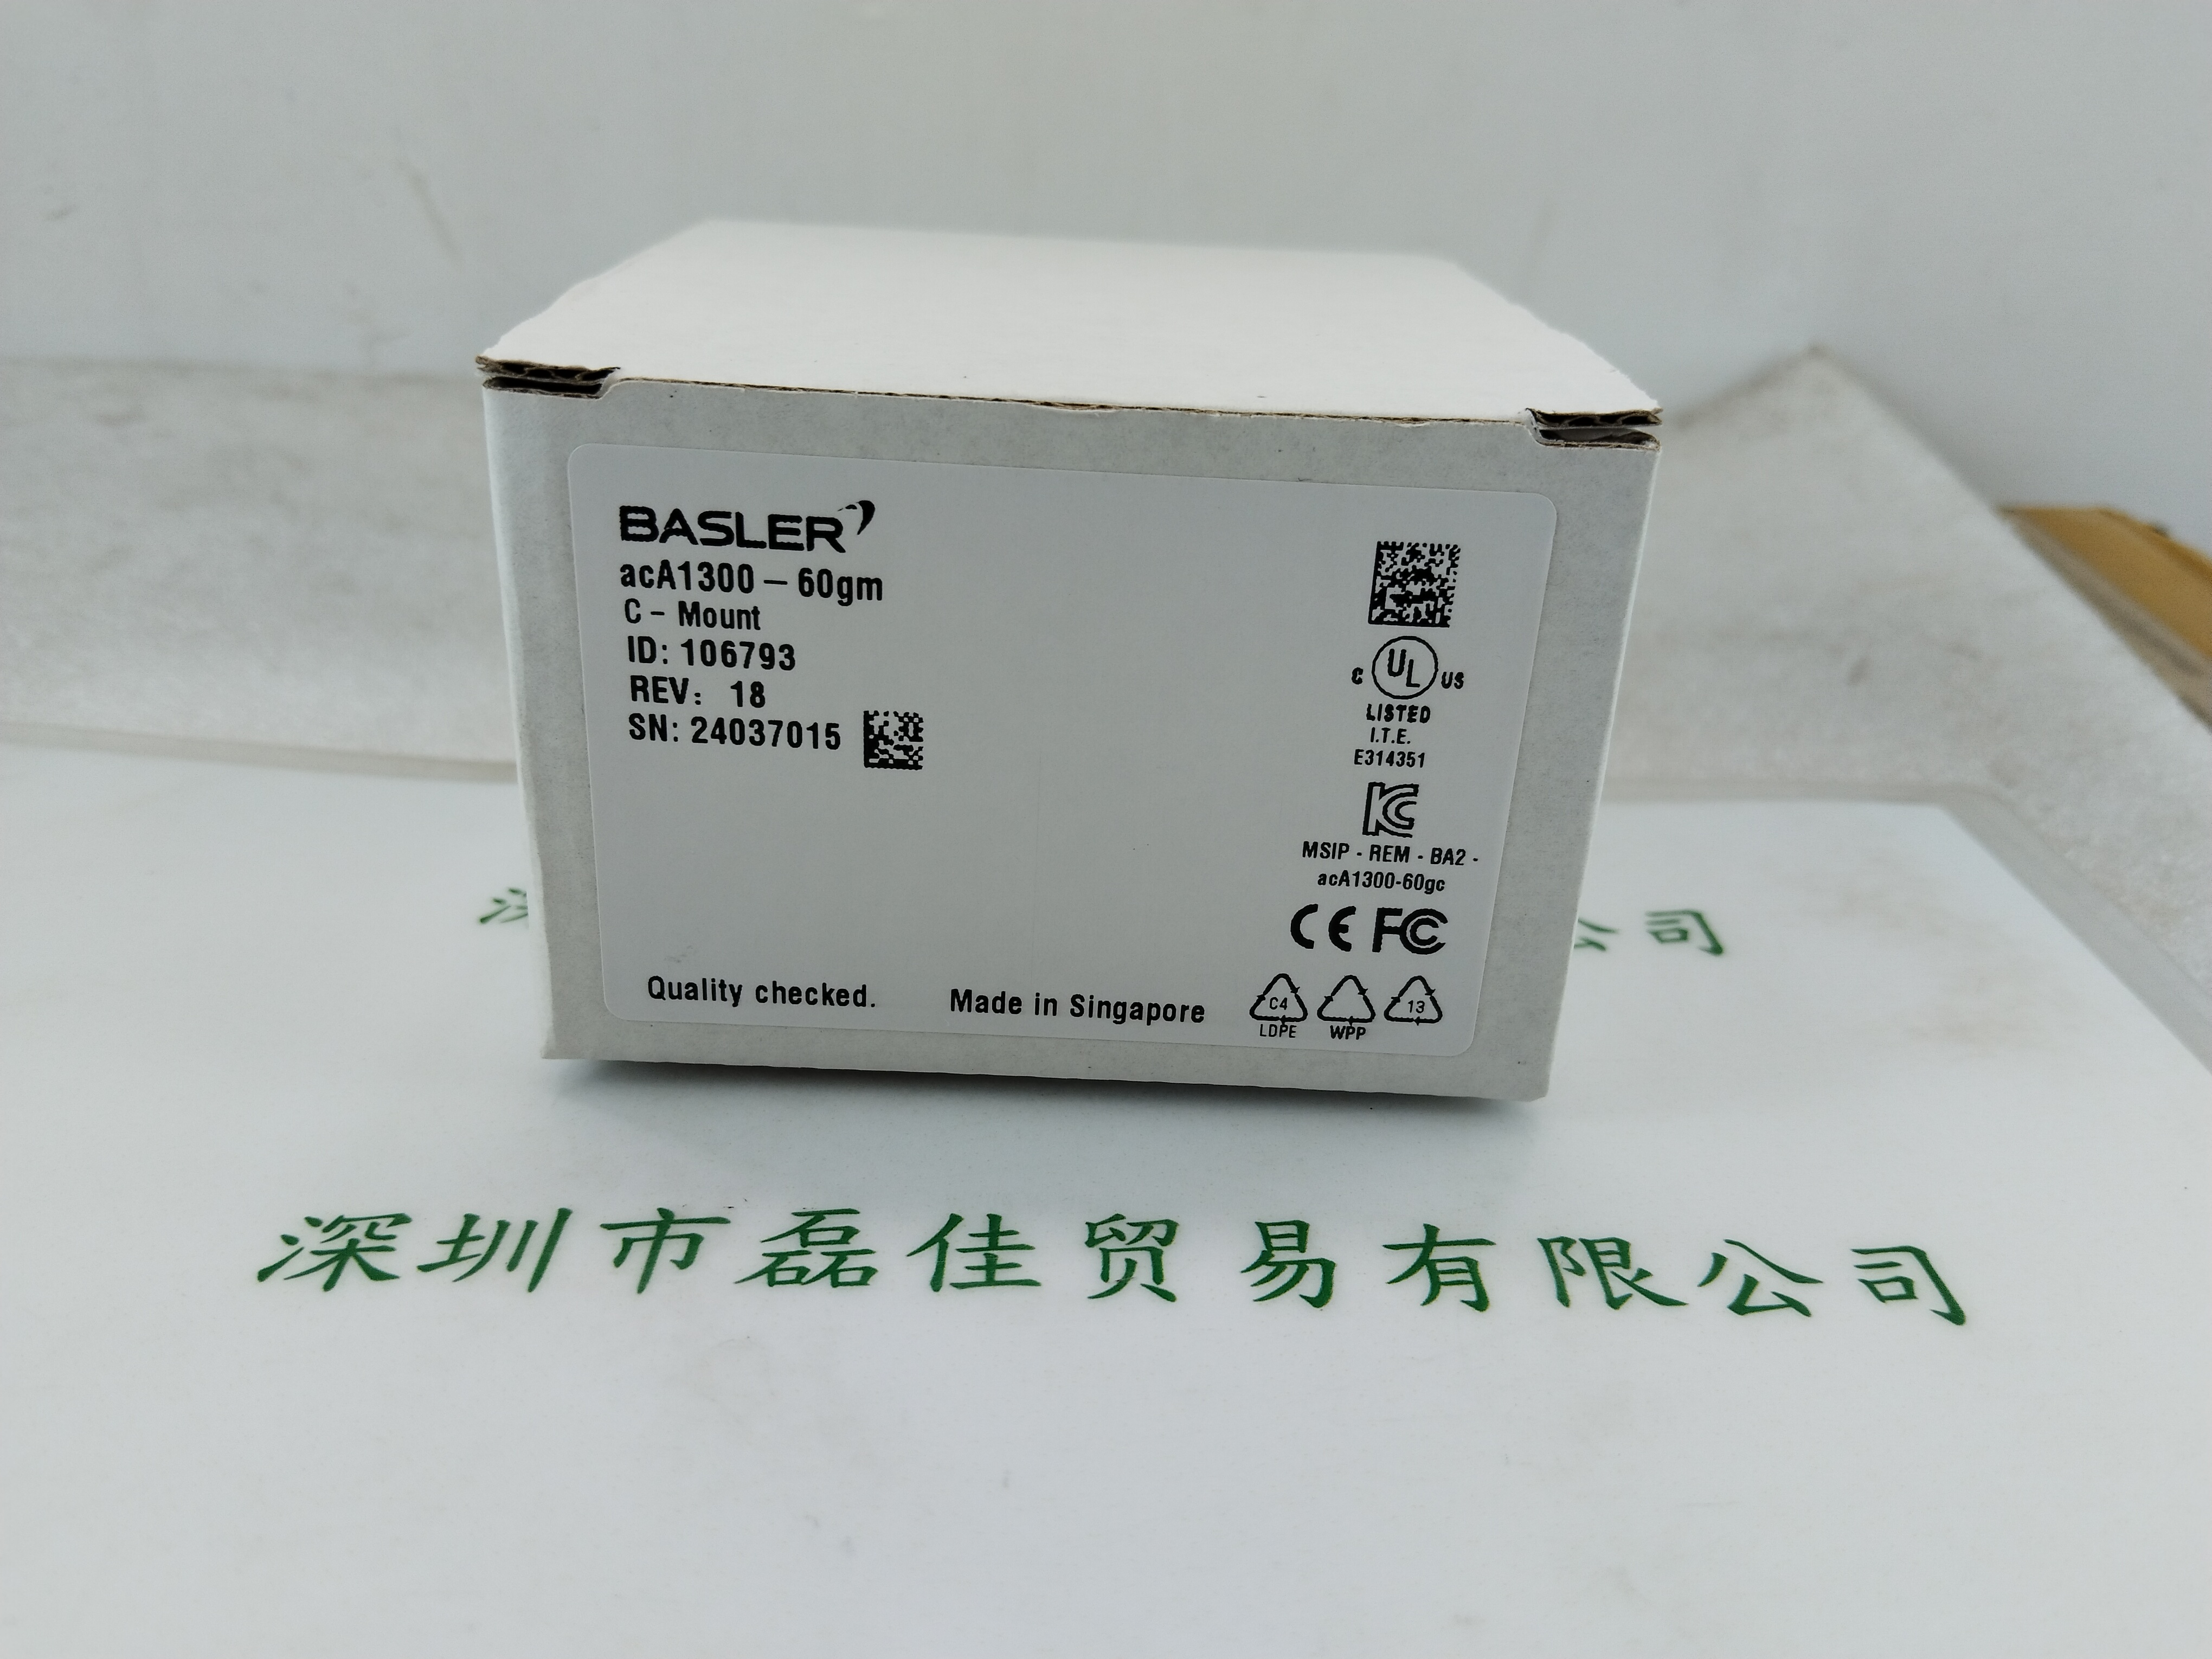 BASLER
acA1300 – 60gm
C - Mount
ID: 106793
REV: 18
SN: 24037015
C UL US
LISTED
I.T.E.
E314351
KC
MSIP - REM - BA2 -
acA1300-60gc
CE FC
Quality checked.
Made in Singapore
C4
LDPE
WPP
13
公司
深圳市磊佳贸易有限公司